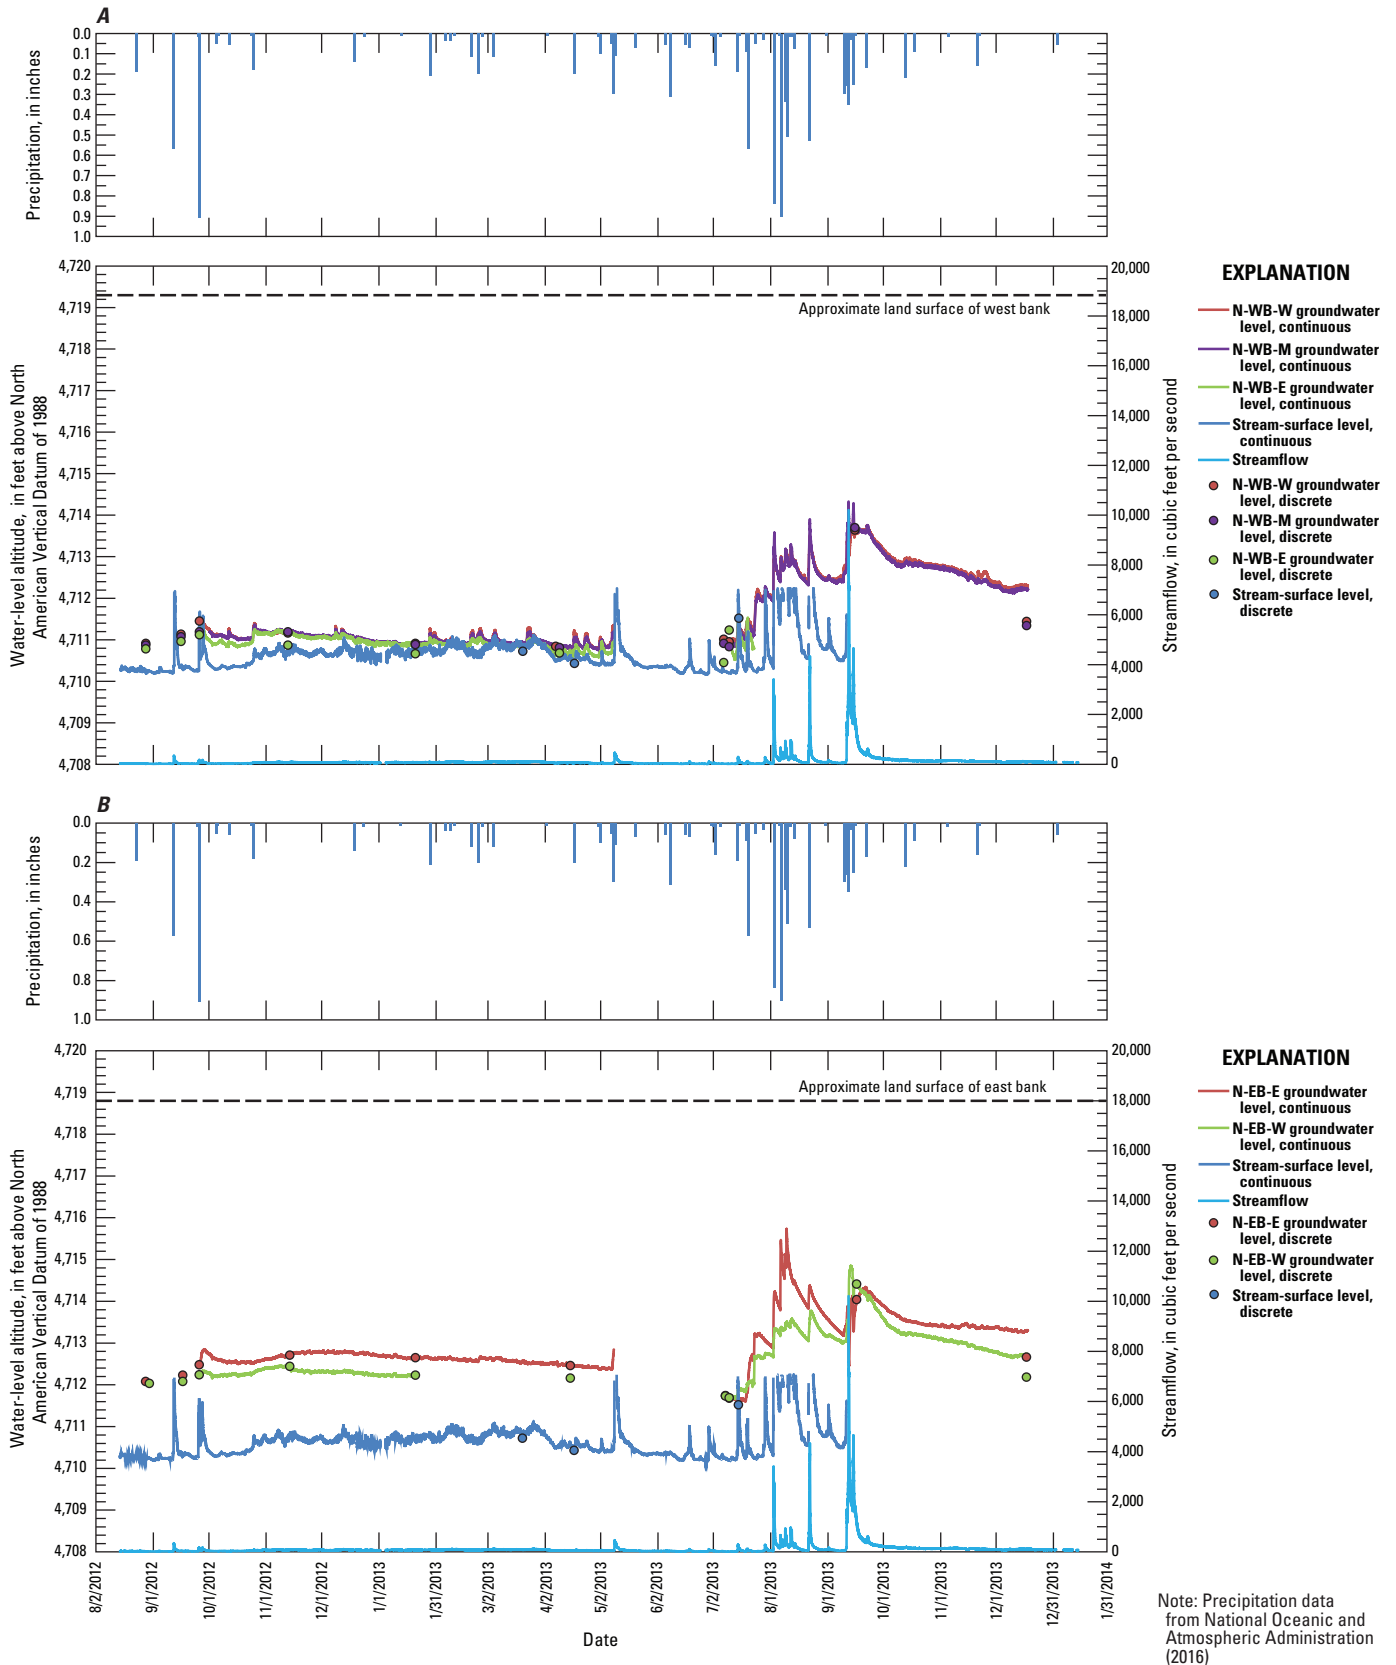 A
Precipitation, in inches
0.0
0.1
0.2
0.3
0.4
0.5
0.6
0.7
0.8
0.9
1.0
Water-level altitude, in feet above North
American Vertical Datum of 1988
4,720
4,719
4,718
4,717
4,716
4,715
4,714
4,713
4,712
4,711
4,710
4,709
4,708
Approximate land surface of west bank
20,000
18,000
16,000
14,000
12,000
10,000
8,000
6,000
4,000
2,000
0
Streamflow, in cubic feet per second
EXPLANATION
N-WB-W groundwater
level, continuous
N-WB-M groundwater
level, continuous
N-WB-E groundwater
level, continuous
Stream-surface level,
continuous
Streamflow
N-WB-W groundwater
level, discrete
N-WB-M groundwater
level, discrete
N-WB-E groundwater
level, discrete
Stream-surface level,
discrete
B
Precipitation, in inches
0.0
0.2
0.4
0.6
0.8
1.0
Water-level altitude, in feet above North
American Vertical Datum of 1988
4,720
4,719
4,718
4,717
4,716
4,715
4,714
4,713
4,712
4,711
4,710
4,709
4,708
Approximate land surface of east bank
20,000
18,000
16,000
14,000
12,000
10,000
8,000
6,000
4,000
2,000
0
Streamflow, in cubic feet per second
EXPLANATION
N-EB-E groundwater
level, continuous
N-EB-W groundwater
level, continuous
Stream-surface level,
continuous
Streamflow
N-EB-E groundwater
level, discrete
N-EB-W groundwater
level, discrete
Stream-surface level,
discrete
8/2/2012
9/1/2012
10/1/2012
11/1/2012
12/1/2012
1/1/2013
1/31/2013
3/2/2013
4/2/2013
5/2/2013
6/2/2013
7/2/2013
8/1/2013
9/1/2013
10/1/2013
11/1/2013
12/1/2013
12/31/2013
1/31/2014
Date
Note: Precipitation data
from National Oceanic and
Atmospheric Administration
(2016)